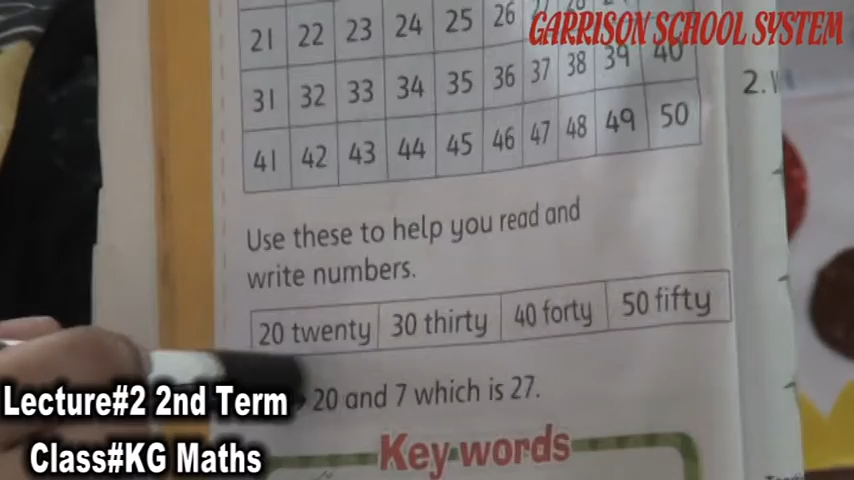 GARRISON SCHOOL SYSTEM
21 22 23 24 25 26
31 32 33 34 35 36 37 38 39 40
41 42 43 44 45 46 47 48 49 50
2.
Use these to help you read and
write numbers.
20 twenty 30 thirty 40 forty 50 fifty
20 and 7 which is 27.
Key words
Lecture#2 2nd Term
Class#KG Maths